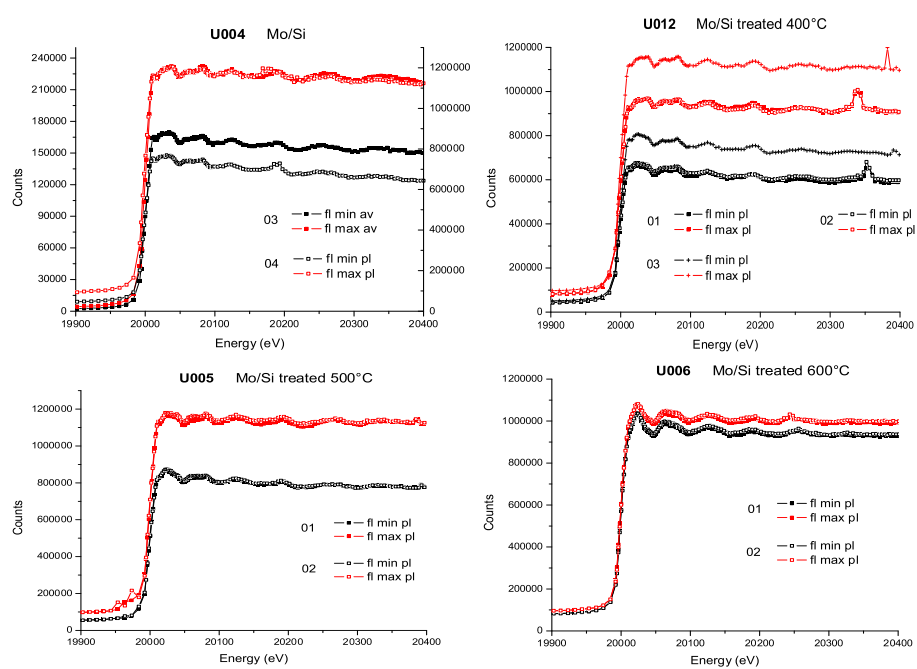 U004 Mo/Si
240000
210000
180000
150000
120000
90000
60000
30000
0
1200000
1000000
800000
600000
400000
200000
0
Counts
03 fl min av
fl max av
04 fl min pl
fl max pl
19900 20000 20100 20200 20300 20400
Energy (eV)
U012 Mo/Si treated 400°C
1200000
1000000
800000
600000
400000
200000
0
Counts
01 fl min pl
fl max pl
02 fl min pl
fl max pl
03 fl min pl
fl max pl
19900 20000 20100 20200 20300 20400
Energy (eV)
U005 Mo/Si treated 500°C
1200000
1000000
800000
600000
400000
200000
0
Counts
01 fl min pl
fl max pl
02 fl min pl
fl max pl
19900 20000 20100 20200 20300 20400
Energy (eV)
U006 Mo/Si treated 600°C
1200000
1000000
800000
600000
400000
200000
0
Counts
01 fl min pl
fl max pl
02 fl min pl
fl max pl
19900 20000 20100 20200 20300 20400
Energy (eV)